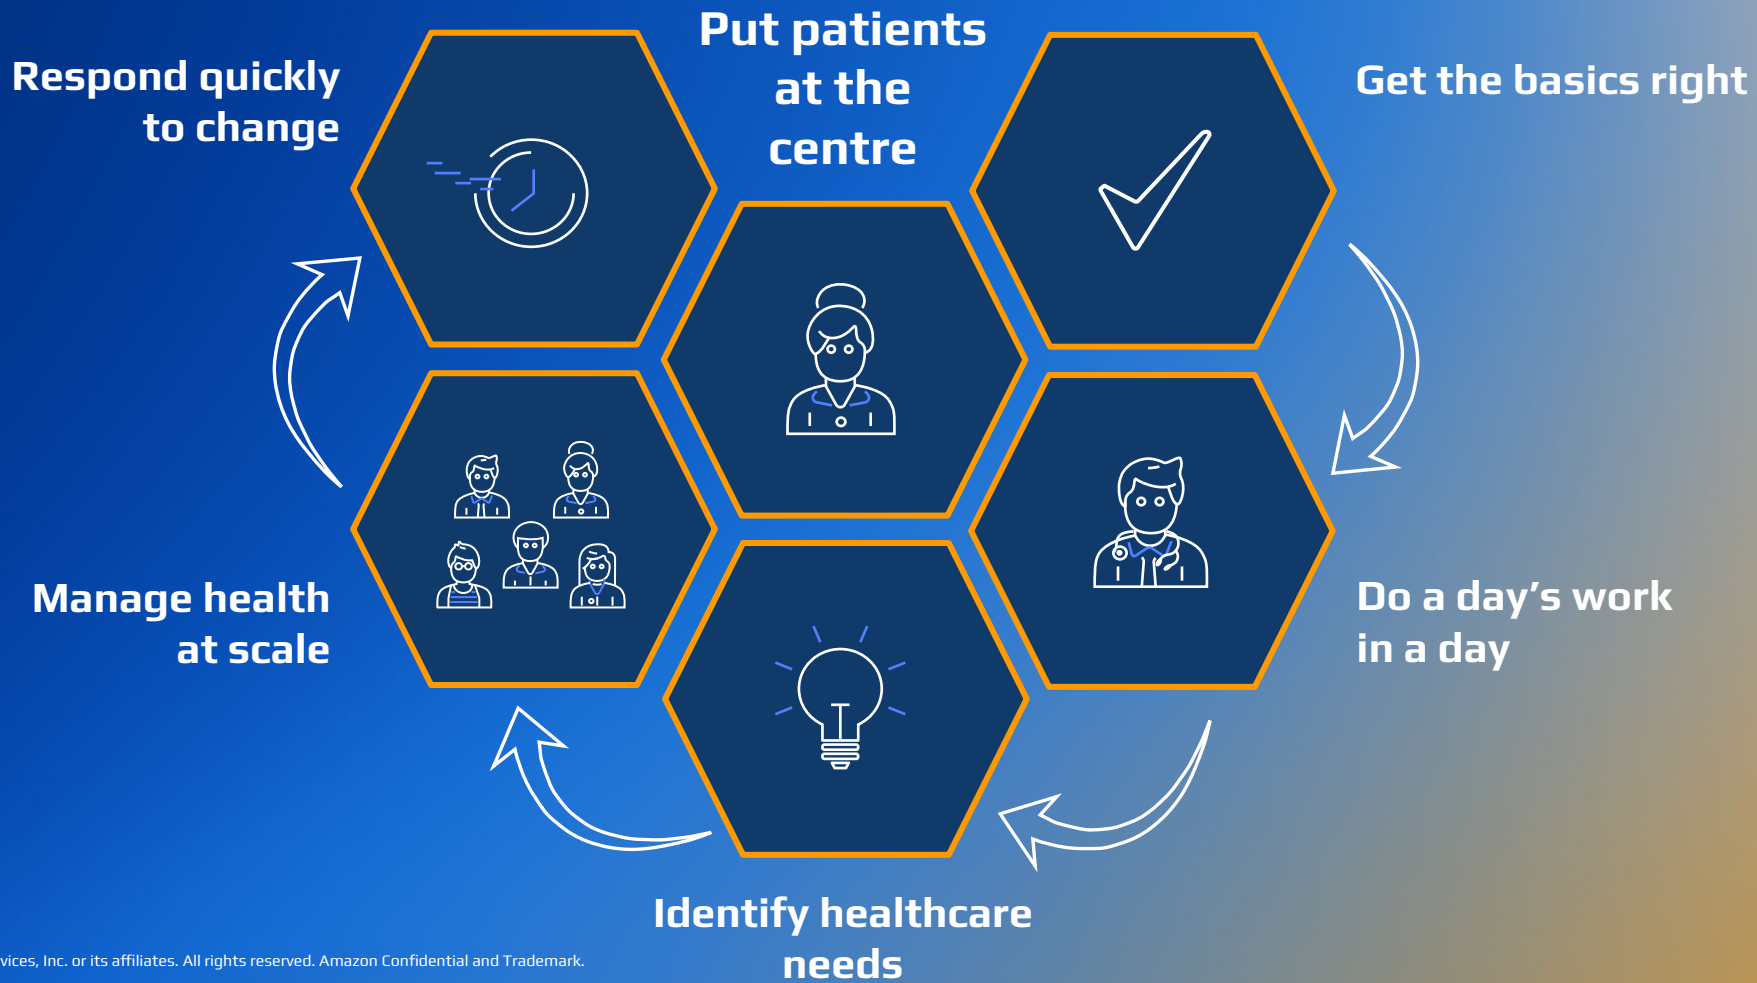 Put patients
at the
centre
Respond quickly
to change
Get the basics right
Manage health
at scale
Do a day’s work
in a day
Identify healthcare
needs
vices, Inc. or its affiliates. All rights reserved. Amazon Confidential and Trademark.